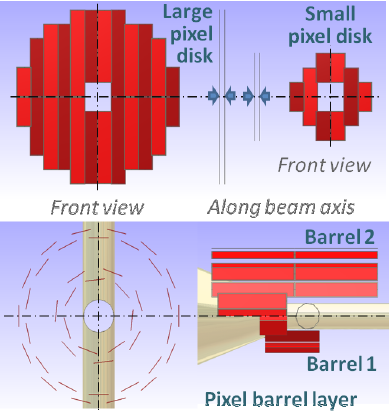 Large
pixel
disk
Small
pixel disk
Front view
Front view
Along beam axis
Barrel 2
Barrel 1
Pixel barrel layer